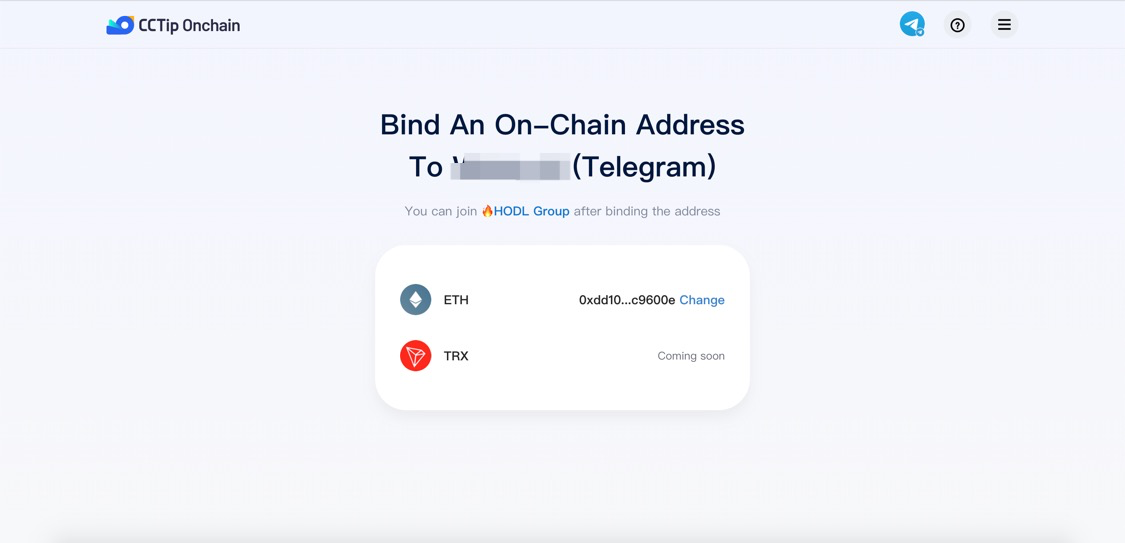 CCTip Onchain
Bind An On-Chain Address
To (Telegram)
You can join 🔥HODL Group after binding the address
ETH 0xdd10...c9600e Change
TRX Coming soon